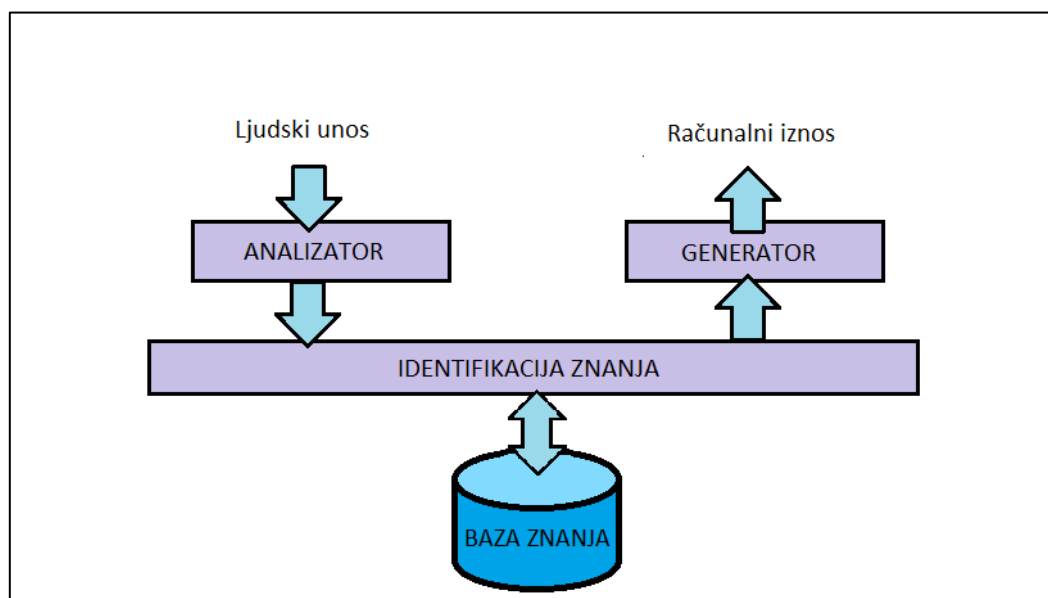 Ljudski unos
Računalni iznos
ANALIZATOR
GENERATOR
IDENTIFIKACIJA ZNANJA
BAZA ZNANJA